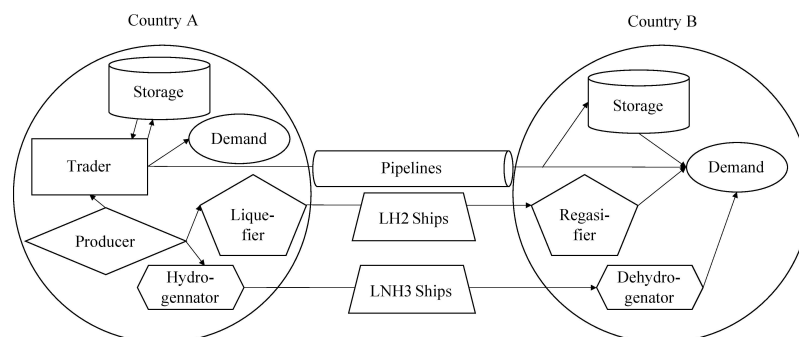 Country A
Country B
Storage
Demand
Trader
Producer
Lique-
fier
Hydro-
gennator
Pipelines
LH2 Ships
LNH3 Ships
Storage
Demand
Regasi-
fier
Dehydro-
genator